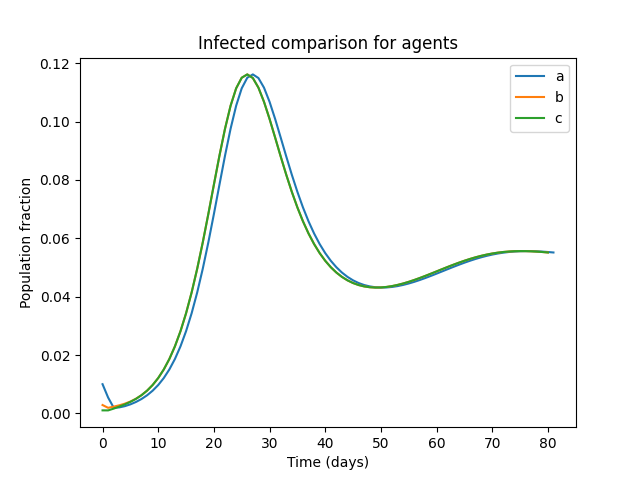 Infected comparison for agents
0.12
0.10
0.08
0.06
0.04
0.02
0.00
Population fraction
a
b
c
0 10 20 30 40 50 60 70 80
Time (days)